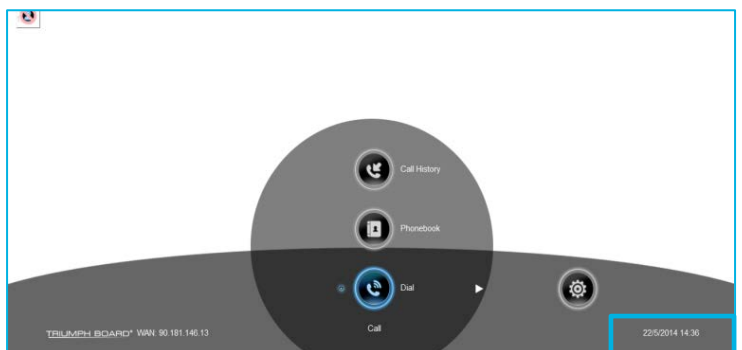 Call History
Phonebook
Dial
Call
TRIUMPH BOARD® WAN: 90.181.146.13
22/5/2014 14:36